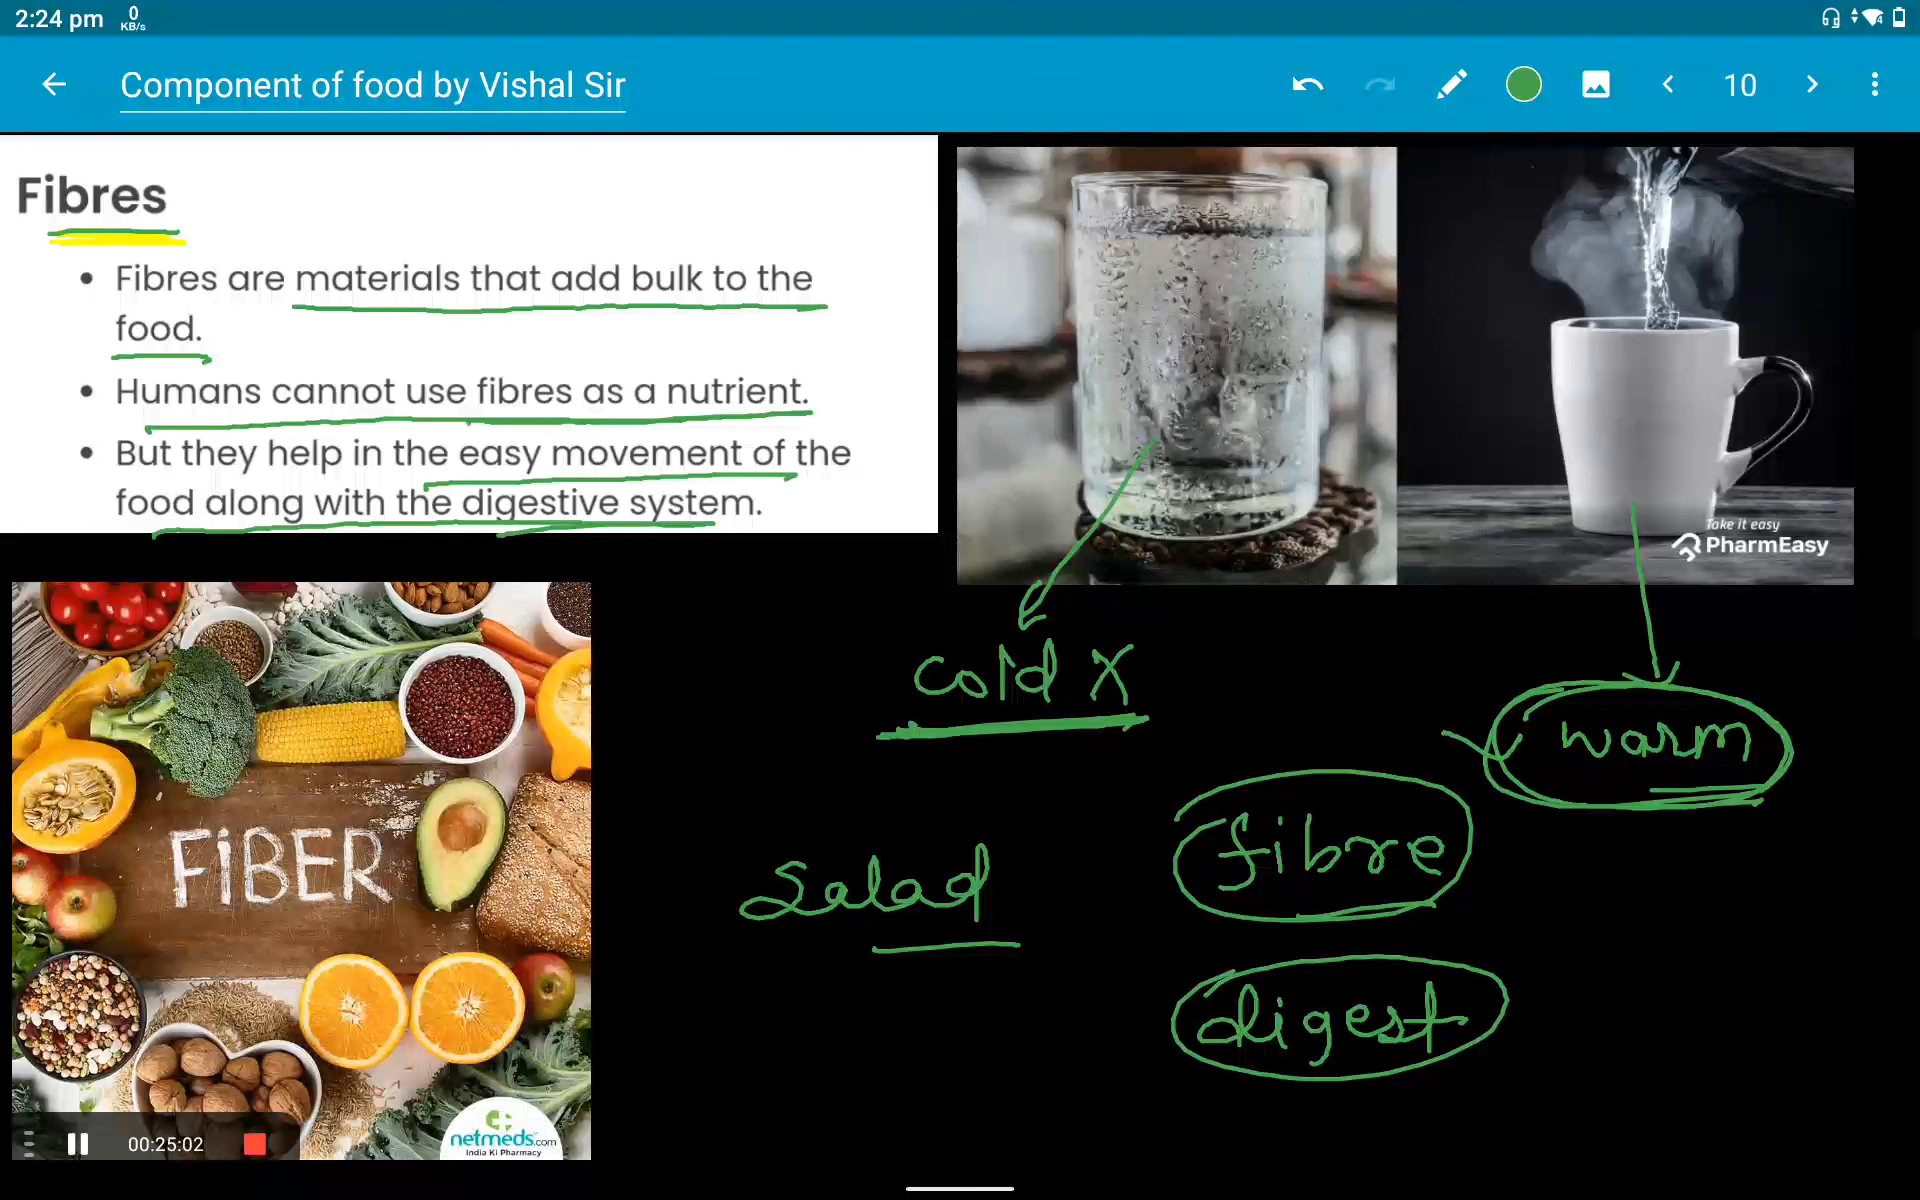 2:24 pm 0 KB/s
Component of food by Vishal Sir
10
Fibres
• Fibres are materials that add bulk to the
food.
• Humans cannot use fibres as a nutrient.
• But they help in the easy movement of the
food along with the digestive system.
Take it easy
PharmEasy
cold X
warm
fibre
Salad
digest
FiBER
00:25:02
netmeds.com
India Ki Pharmacy